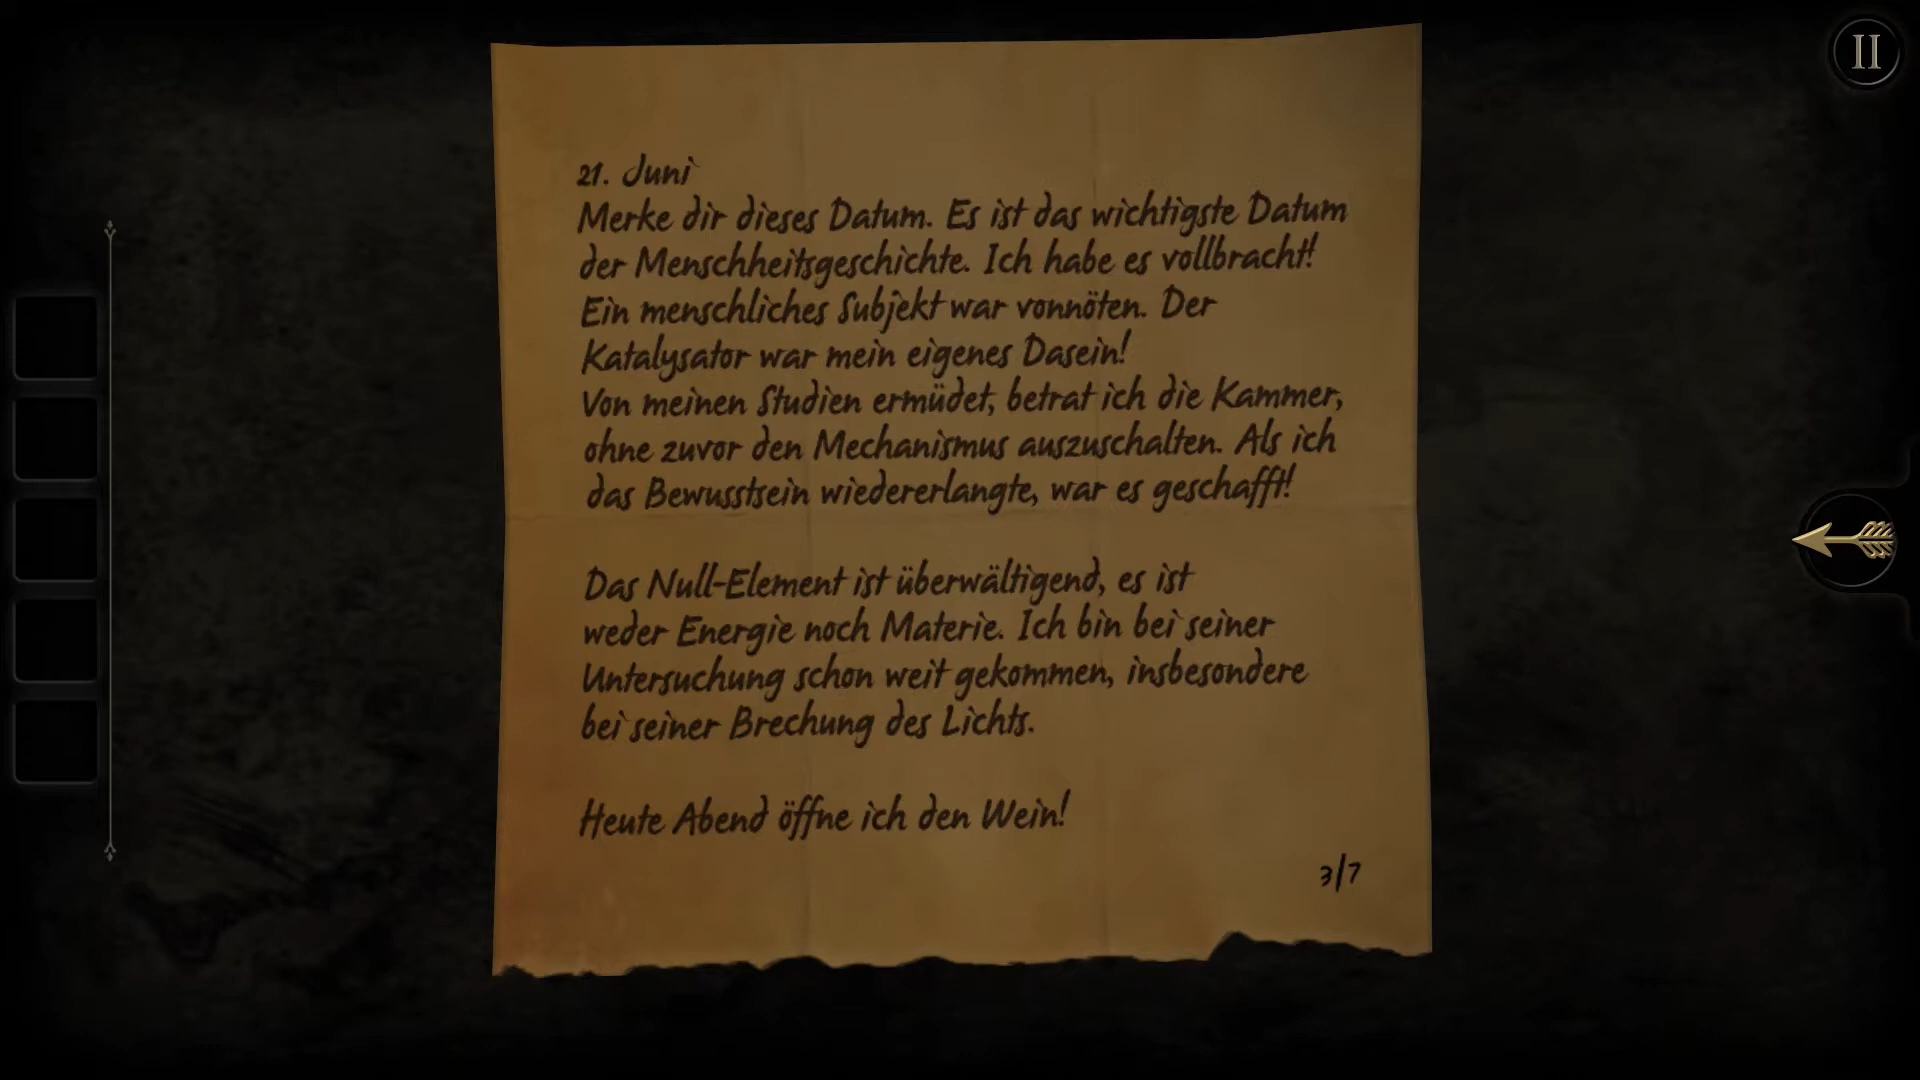 21. Juni
Merke dir dieses Datum. Es ist das wichtigste Datum
der Menschheitsgeschichte. Ich habe es vollbracht!
Ein menschliches Subjekt war vonnöten. Der
Katalysator war mein eigenes Dasein!
Von meinen Studien ermüdet, betrat ich die Kammer,
ohne zuvor den Mechanismus auszuschalten. Als ich
das Bewusstsein wiedererlangte, war es geschafft!
Das Null-Element ist überwältigend, es ist
weder Energie noch Materie. Ich bin bei seiner
Untersuchung schon weit gekommen, insbesondere
bei seiner Brechung des Lichts.
Heute Abend öffne ich den Wein!
3/7